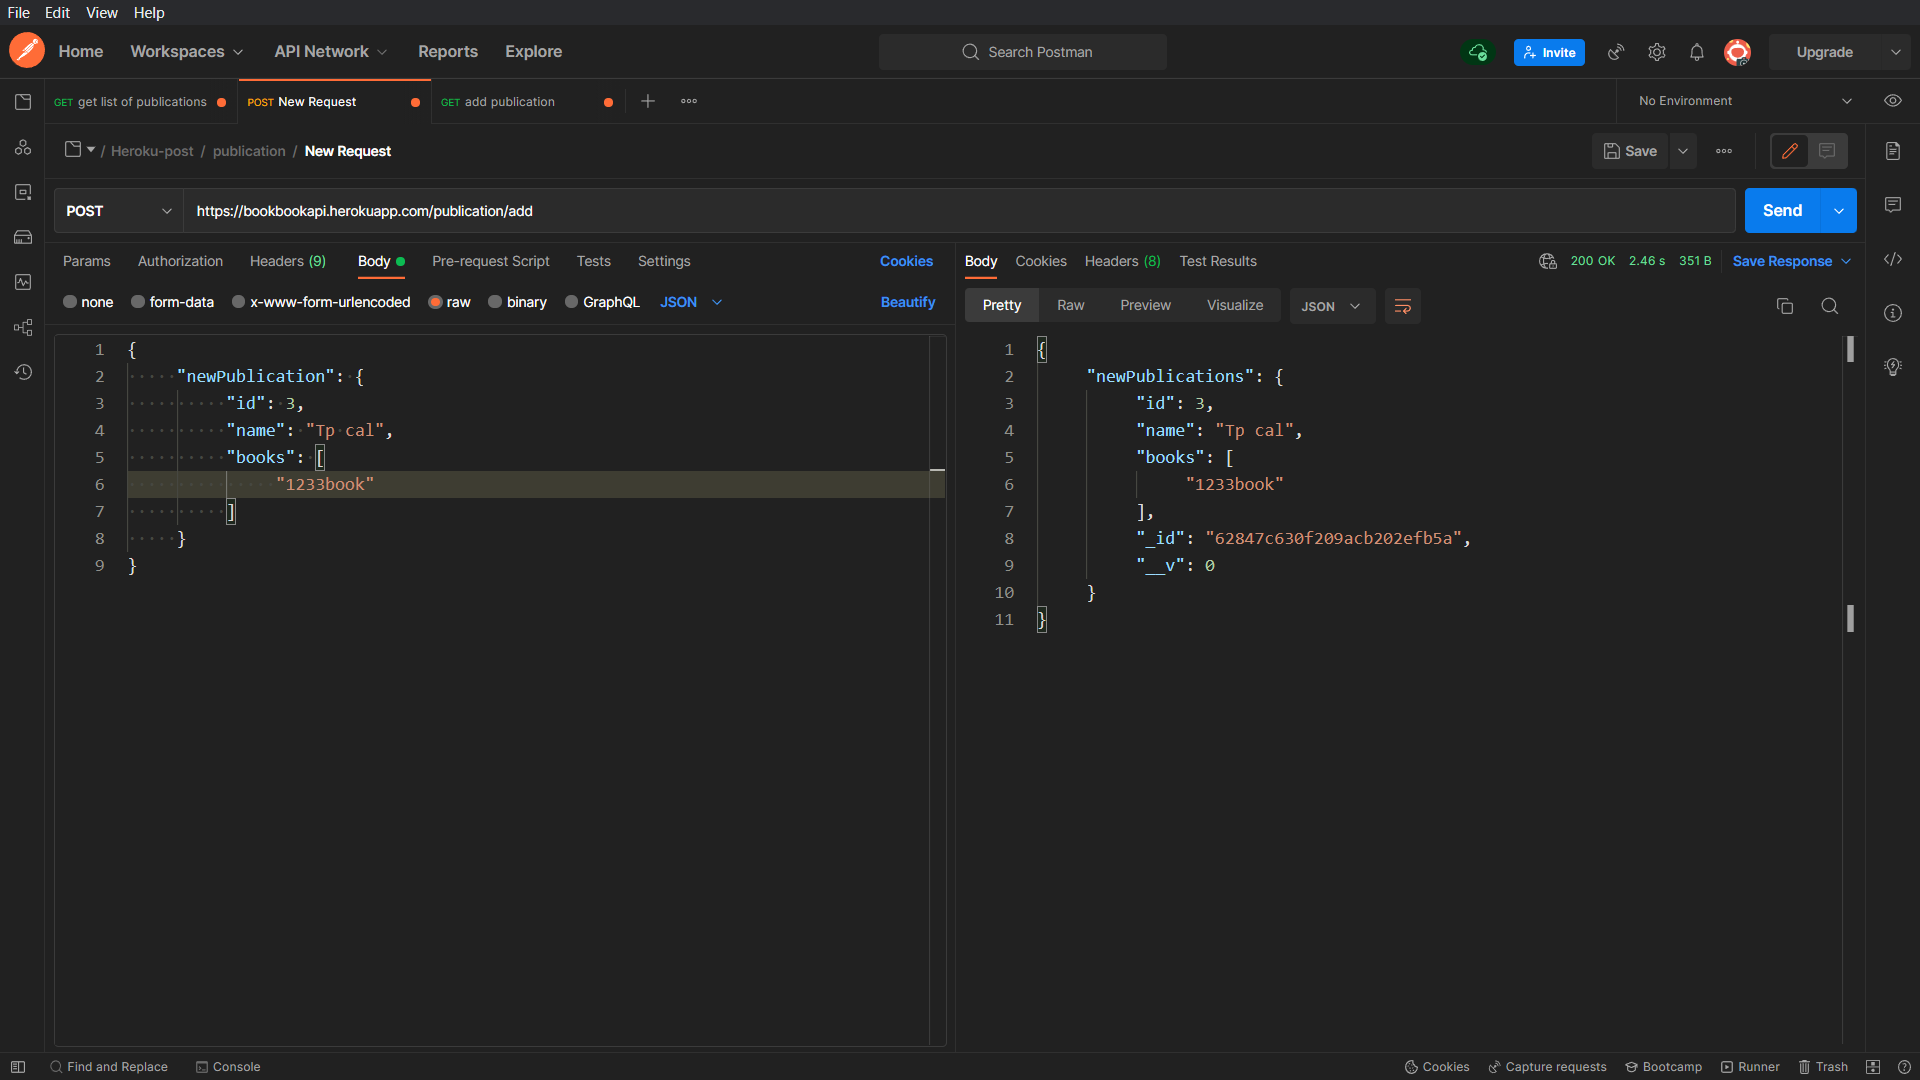 File Edit View Help
Home Workspaces API Network Reports Explore Search Postman Invite Upgrade
GET get list of publications POST New Request GET add publication No Environment
/ Heroku-post / publication / New Request Save
POST https://bookbookapi.herokuapp.com/publication/add Send
Params Authorization Headers (9) Body Pre-request Script Tests Settings Cookies
none form-data x-www-form-urlencoded raw binary GraphQL JSON Beautify
1 {
2 "newPublication": {
3 "id": 3,
4 "name": "Tp cal",
5 "books": [
6 "1233book"
7 ]
8 }
9 }
Body Cookies Headers (8) Test Results 200 OK 2.46 s 351 B Save Response
Pretty Raw Preview Visualize JSON
1 {
2 "newPublications": {
3 "id": 3,
4 "name": "Tp cal",
5 "books": [
6 "1233book"
7 ],
8 "_id": "62847c630f209acb202efb5a",
9 "__v": 0
10 }
11 }
Find and Replace Console Cookies Capture requests Bootcamp Runner Trash